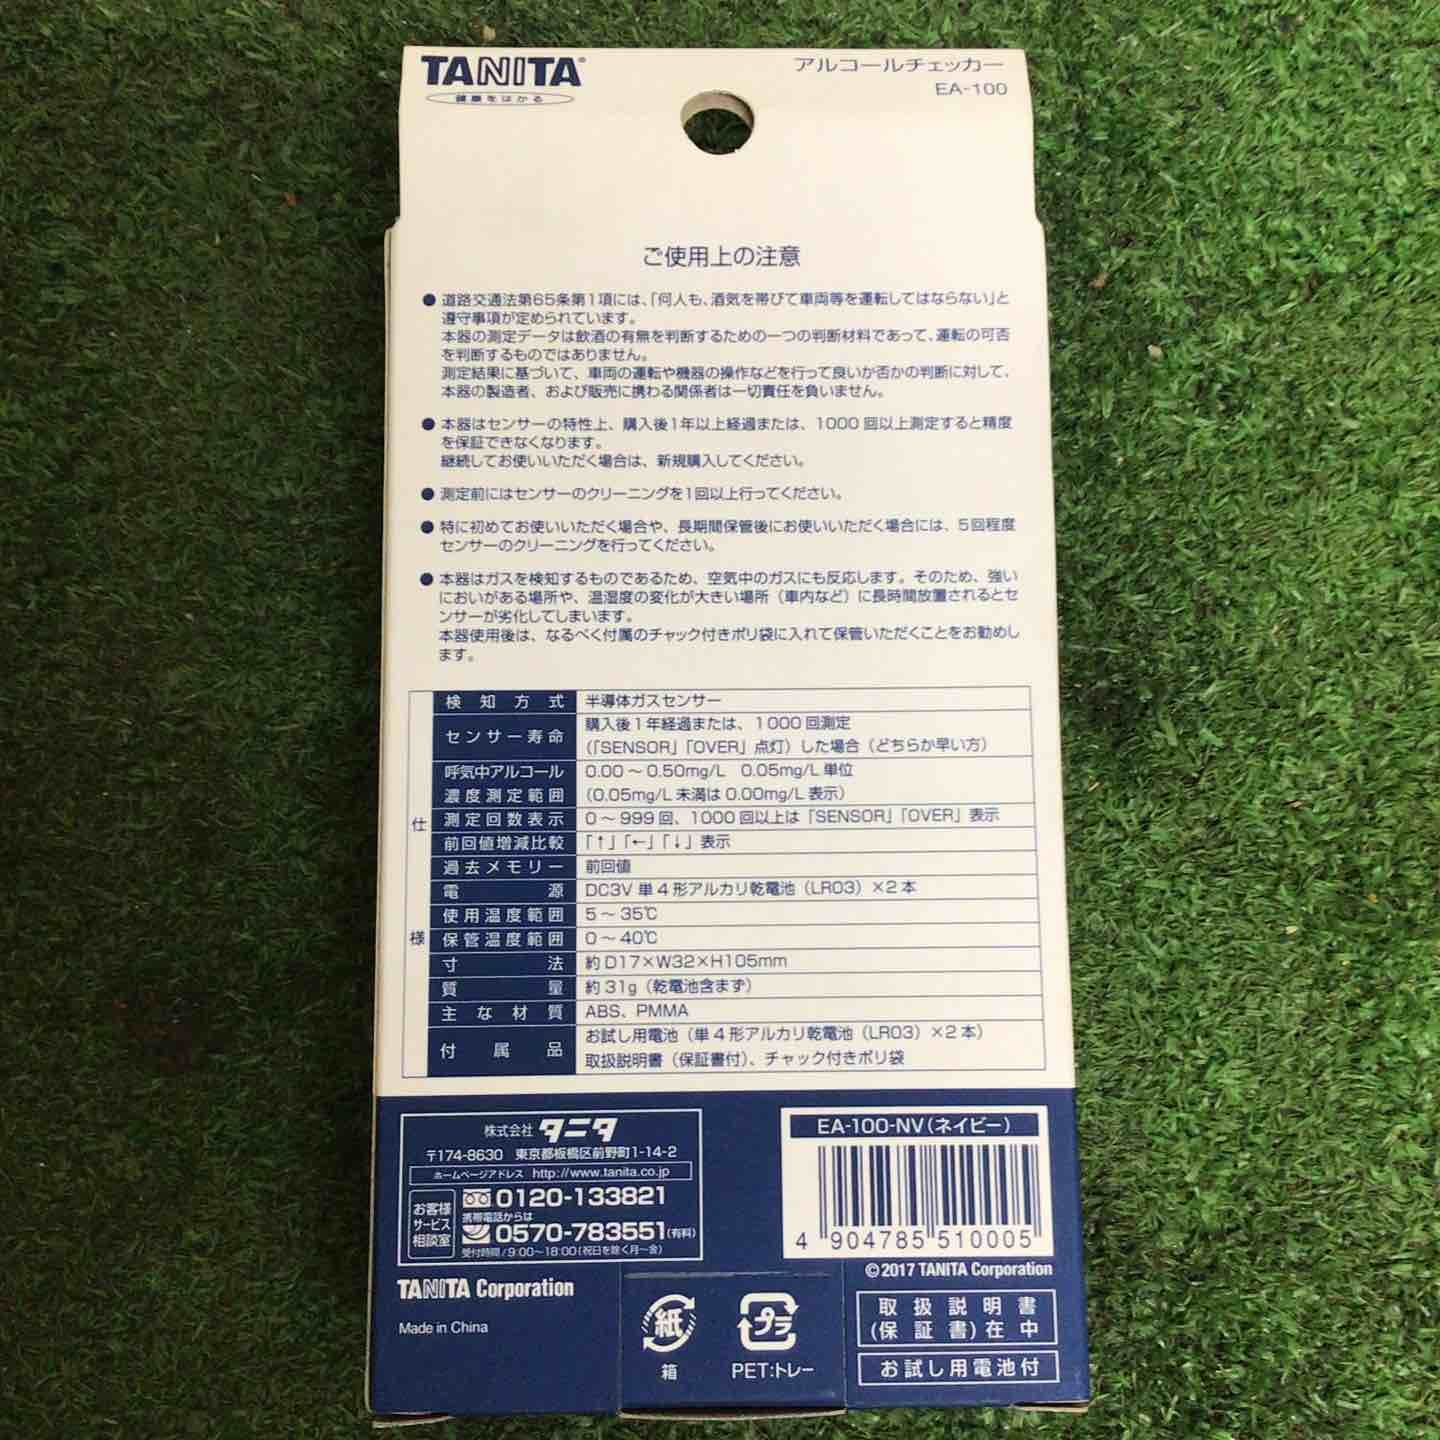 TANITA®
健康をはかる
アルコールチェッカー
EA-100
ご使用上の注意
● 道路交通法第65条第1項には、「何人も、酒気を帯びて車両等を運転してはならない」と
遵守事項が定められています。
本器の測定データは飲酒の有無を判断するための一つの判断材料であって、運転の可否
を判断するものではありません。
測定結果に基づいて、車両の運転や機器の操作などを行って良いか否かの判断に対して、
本器の製造者、および販売に携わる関係者は一切責任を負いません。
● 本器はセンサーの特性上、購入後1年以上経過または、1000回以上測定すると精度
を保証できなくなります。
継続してお使いいただく場合は、新規購入してください。
● 測定前にはセンサーのクリーニングを1回以上行ってください。
● 特に初めてお使いいただく場合や、長期間保管後にお使いいただく場合には、5回程度
センサーのクリーニングを行ってください。
● 本器はガスを検知するものであるため、空気中のガスにも反応します。そのため、強い
においがある場所や、温湿度の変化が大きい場所（車内など）に長時間放置されるとセ
ンサーが劣化してしまいます。
本器使用後は、なるべく付属のチャック付きポリ袋に入れて保管いただくことをお勧めし
ます。
仕様
検知方式 半導体ガスセンサー
センサー寿命 購入後1年経過または、1000回測定
（「SENSOR」「OVER」点灯）した場合（どちらか早い方）
呼気中アルコール 0.00～0.50mg/L 0.05mg/L単位
濃度測定範囲 （0.05mg/L未満は0.00mg/L表示）
測定回数表示 0～999回、1000回以上は「SENSOR」「OVER」表示
前回値増減比較 「↑」「←」「↓」表示
過去メモリー 前回値
電源 DC3V 単4形アルカリ乾電池（LR03）×2本
使用温度範囲 5～35℃
保管温度範囲 0～40℃
寸法 約D17×W32×H105mm
質量 約31g（乾電池含まず）
主な材質 ABS、PMMA
付属品 お試し用電池（単4形アルカリ乾電池（LR03）×2本）
取扱説明書（保証書付）、チャック付きポリ袋
株式会社タニタ
〒174-8630 東京都板橋区前野町1-14-2
ホームページアドレス http://www.tanita.co.jp
お客様
サービス
相談室
0120-133821
携帯電話からは
0570-783551(有料)
受付時間/9:00～18:00(祝日を除く月～金)
TANITA Corporation
Made in China
紙
箱
プラ
PET:トレー
EA-100-NV（ネイビー）
4 904785 510005
©2017 TANITA Corporation
取扱説明書
(保証書)在中
お試し用電池付